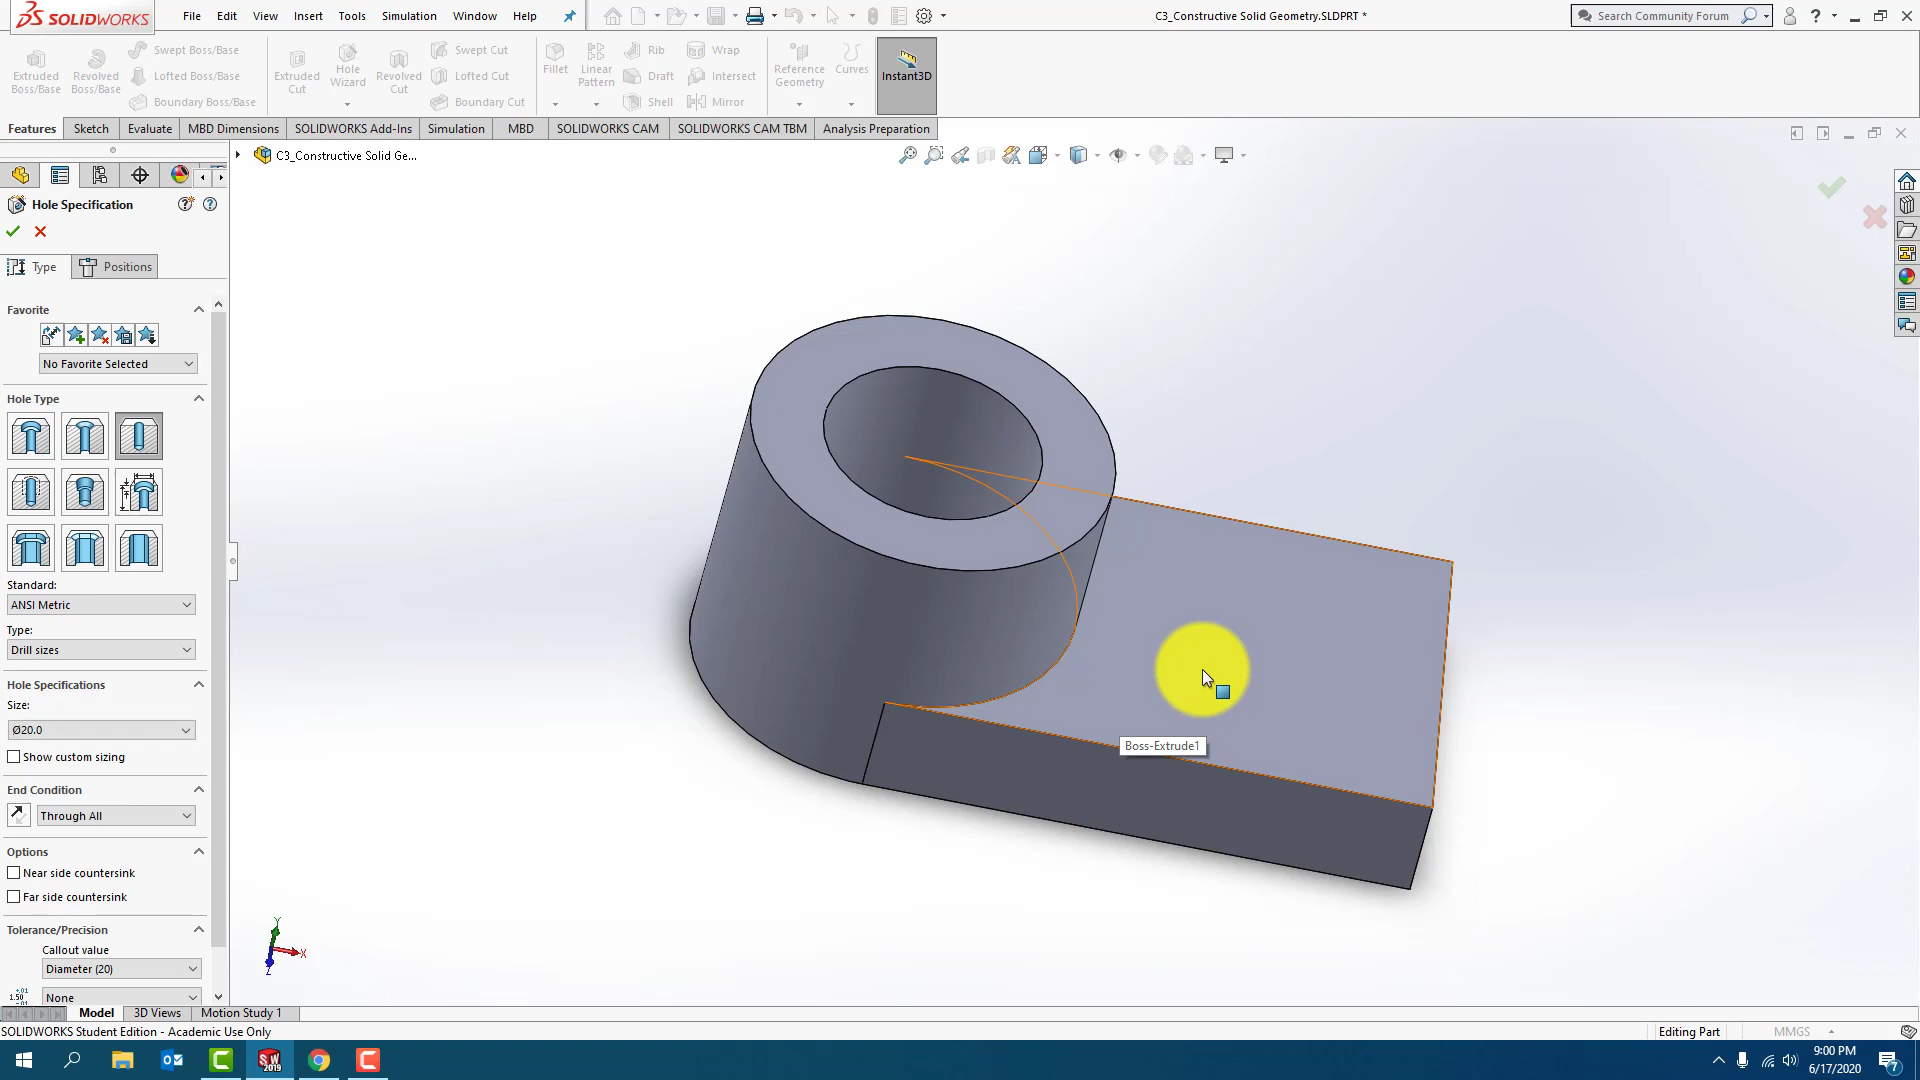 SOLIDWORKS File Edit View Insert Tools Simulation Window Help C3_Constructive Solid Geometry.SLDPRT * Search Community Forum ?
Extruded Boss/Base
Revolved Boss/Base
Swept Boss/Base
Lofted Boss/Base
Boundary Boss/Base
Extruded Cut
Hole Wizard
Revolved Cut
Swept Cut
Lofted Cut
Boundary Cut
Fillet
Linear Pattern
Rib
Draft
Shell
Wrap
Intersect
Mirror
Reference Geometry
Curves
Instant3D
Features Sketch Evaluate MBD Dimensions SOLIDWORKS Add-Ins Simulation MBD SOLIDWORKS CAM SOLIDWORKS CAM TBM Analysis Preparation
C3_Constructive Solid Ge...
Hole Specification
Type Positions
Favorite
No Favorite Selected
Hole Type
Standard:
ANSI Metric
Type:
Drill sizes
Hole Specifications
Size:
Ø20.0
Show custom sizing
End Condition
Through All
Options
Near side countersink
Far side countersink
Tolerance/Precision
Callout value
Diameter (20)
None
Boss-Extrude1
Y
X
Z
Model 3D Views Motion Study 1
SOLIDWORKS Student Edition - Academic Use Only Editing Part MMGS
SW 2019
9:00 PM
6/17/2020
7